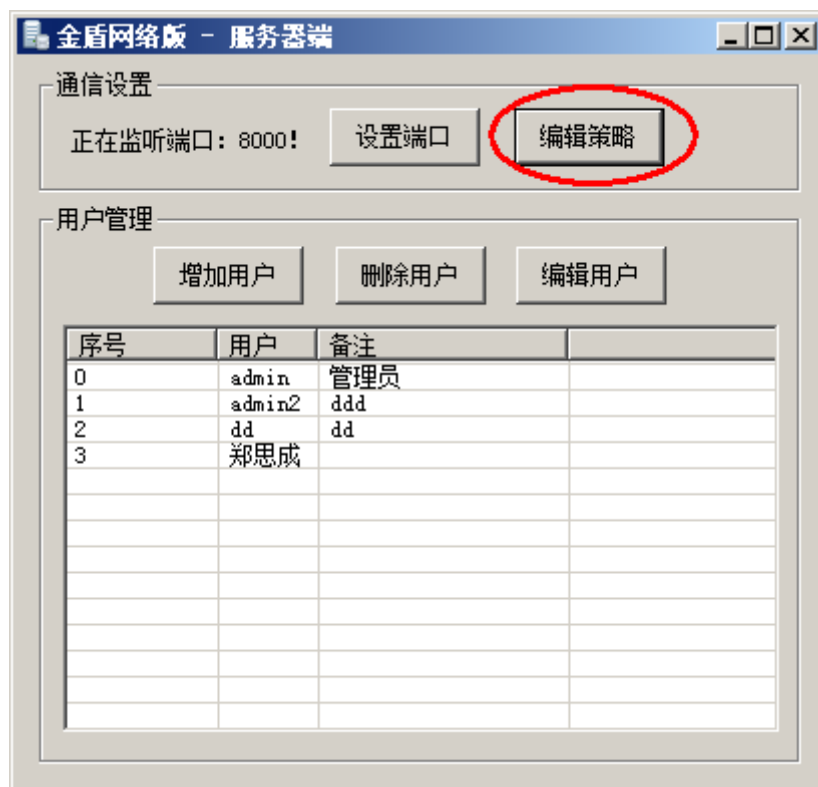 金盾网络版 - 服务器端
通信设置
正在监听端口: 8000! 设置端口 编辑策略
用户管理
增加用户 删除用户 编辑用户
序号 用户 备注
0 admin 管理员
1 admin2 ddd
2 dd dd
3 郑思成